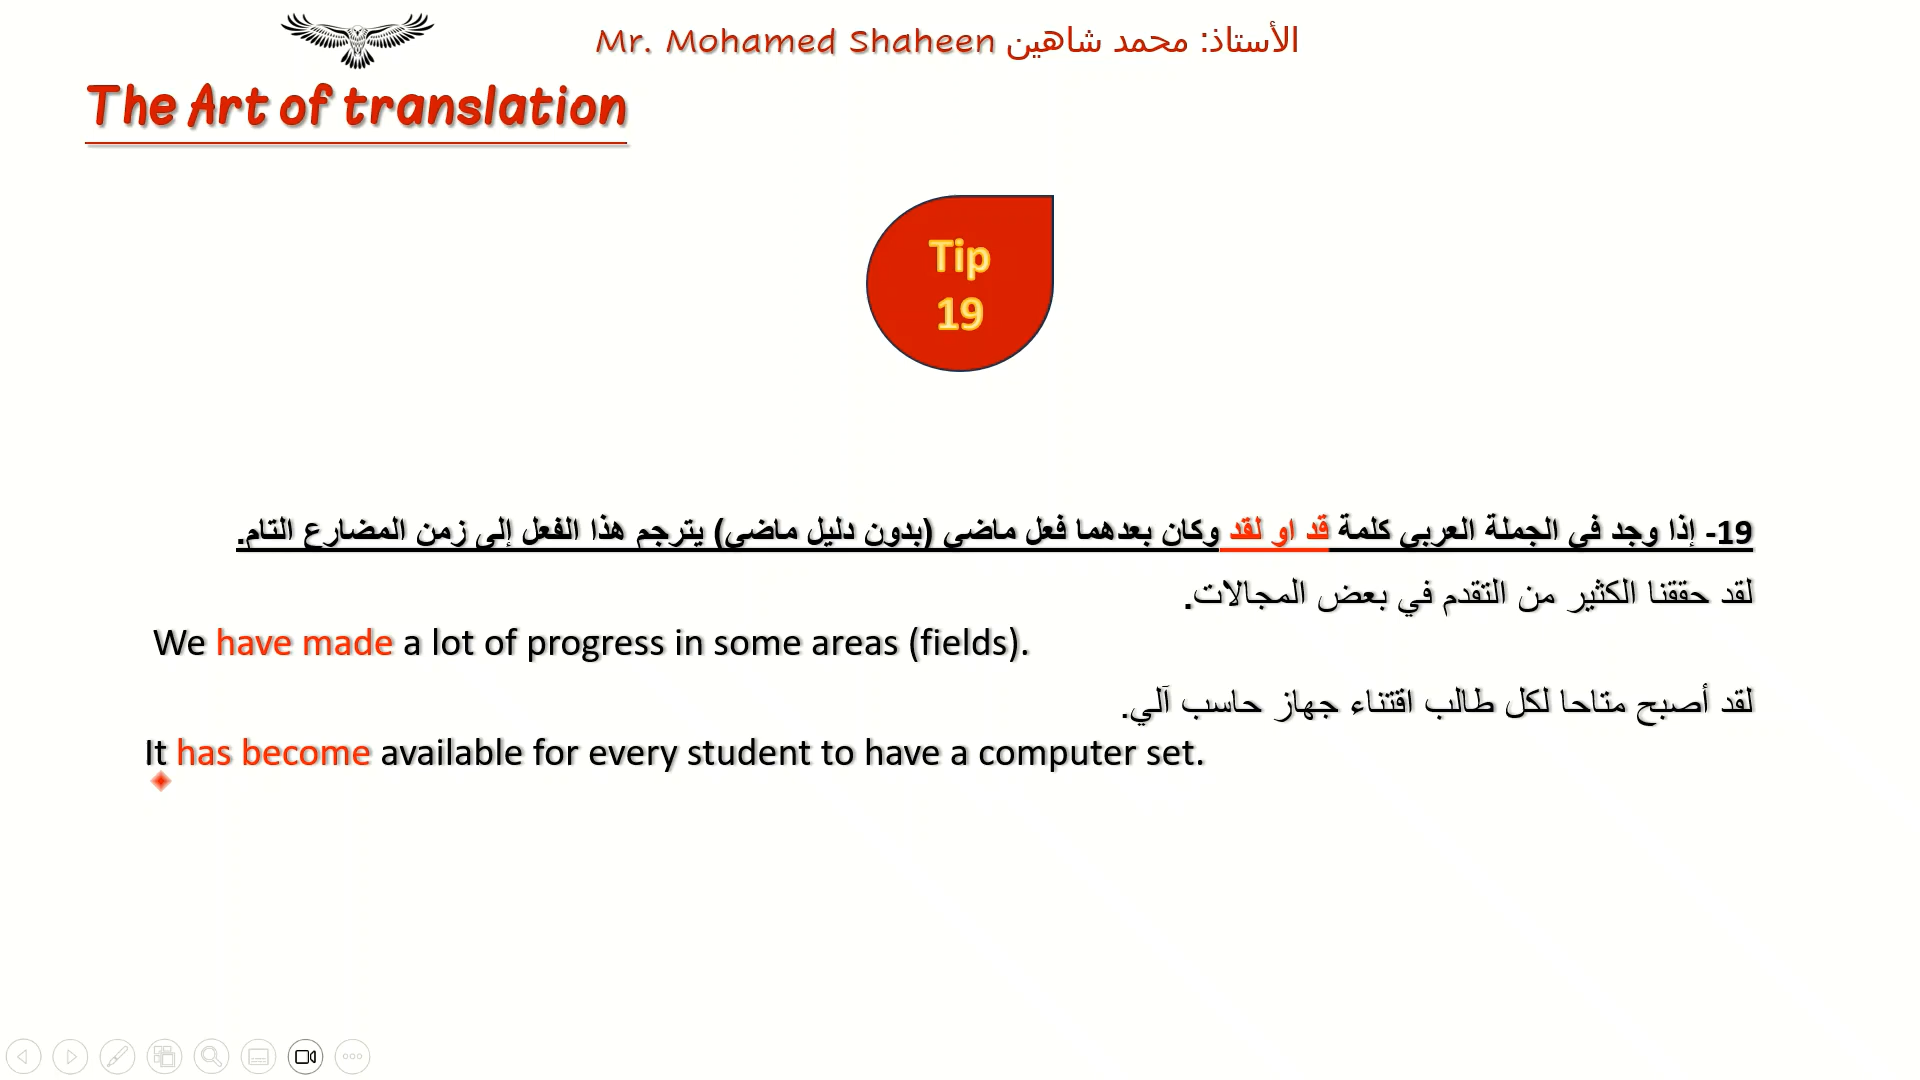 Mr. Mohamed Shaheen الأستاذ: محمد شاهين
The Art of translation
Tip
19
19- إذا وجد في الجملة العربي كلمة قد او لقد وكان بعدهما فعل ماضي (بدون دليل ماضي) يترجم هذا الفعل إلى زمن المضارع التام.
لقد حققنا الكثير من التقدم في بعض المجالات.
We have made a lot of progress in some areas (fields).
لقد أصبح متاحا لكل طالب اقتناء جهاز حاسب آلي.
It has become available for every student to have a computer set.